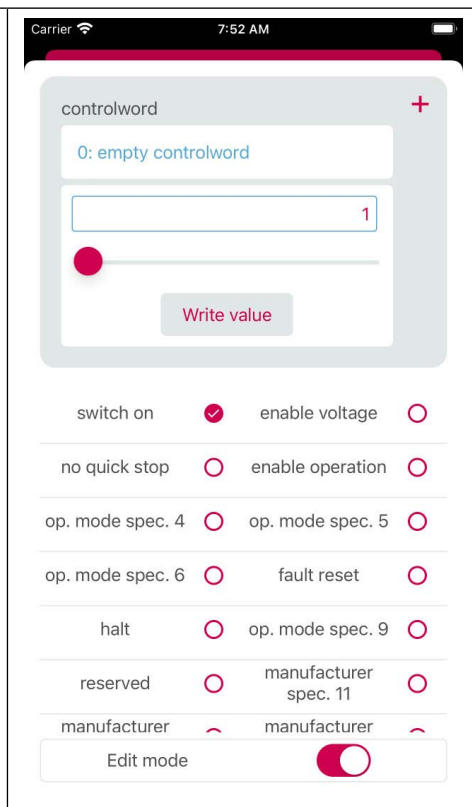 Carrier 7:52 AM
controlword +
0: empty controlword
1
Write value
switch on enable voltage
no quick stop enable operation
op. mode spec. 4 op. mode spec. 5
op. mode spec. 6 fault reset
halt op. mode spec. 9
reserved manufacturer
spec. 11
manufacturer manufacturer
Edit mode